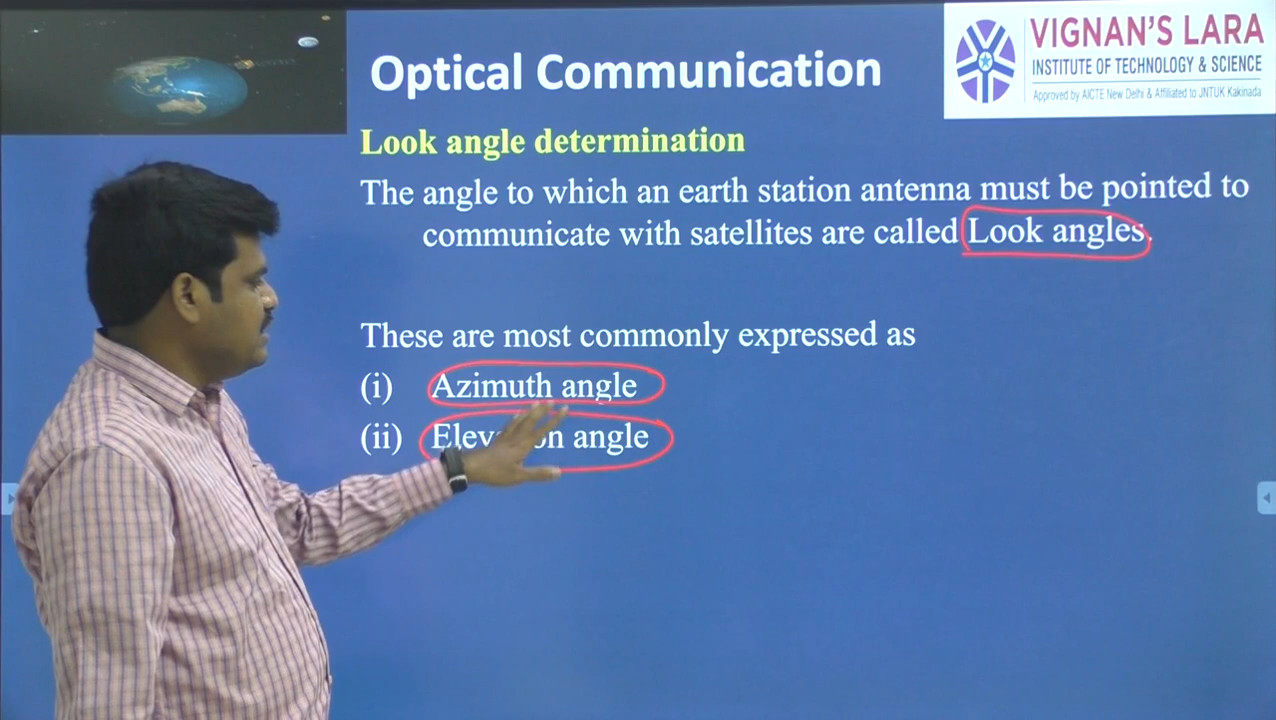 Optical Communication
VIGNAN'S LARA
INSTITUTE OF TECHNOLOGY & SCIENCE
Approved by AICTE New Delhi & Affiliated to JNTUK Kakinada
Look angle determination
The angle to which an earth station antenna must be pointed to
communicate with satellites are called Look angles.
These are most commonly expressed as
(i) Azimuth angle
(ii) angle